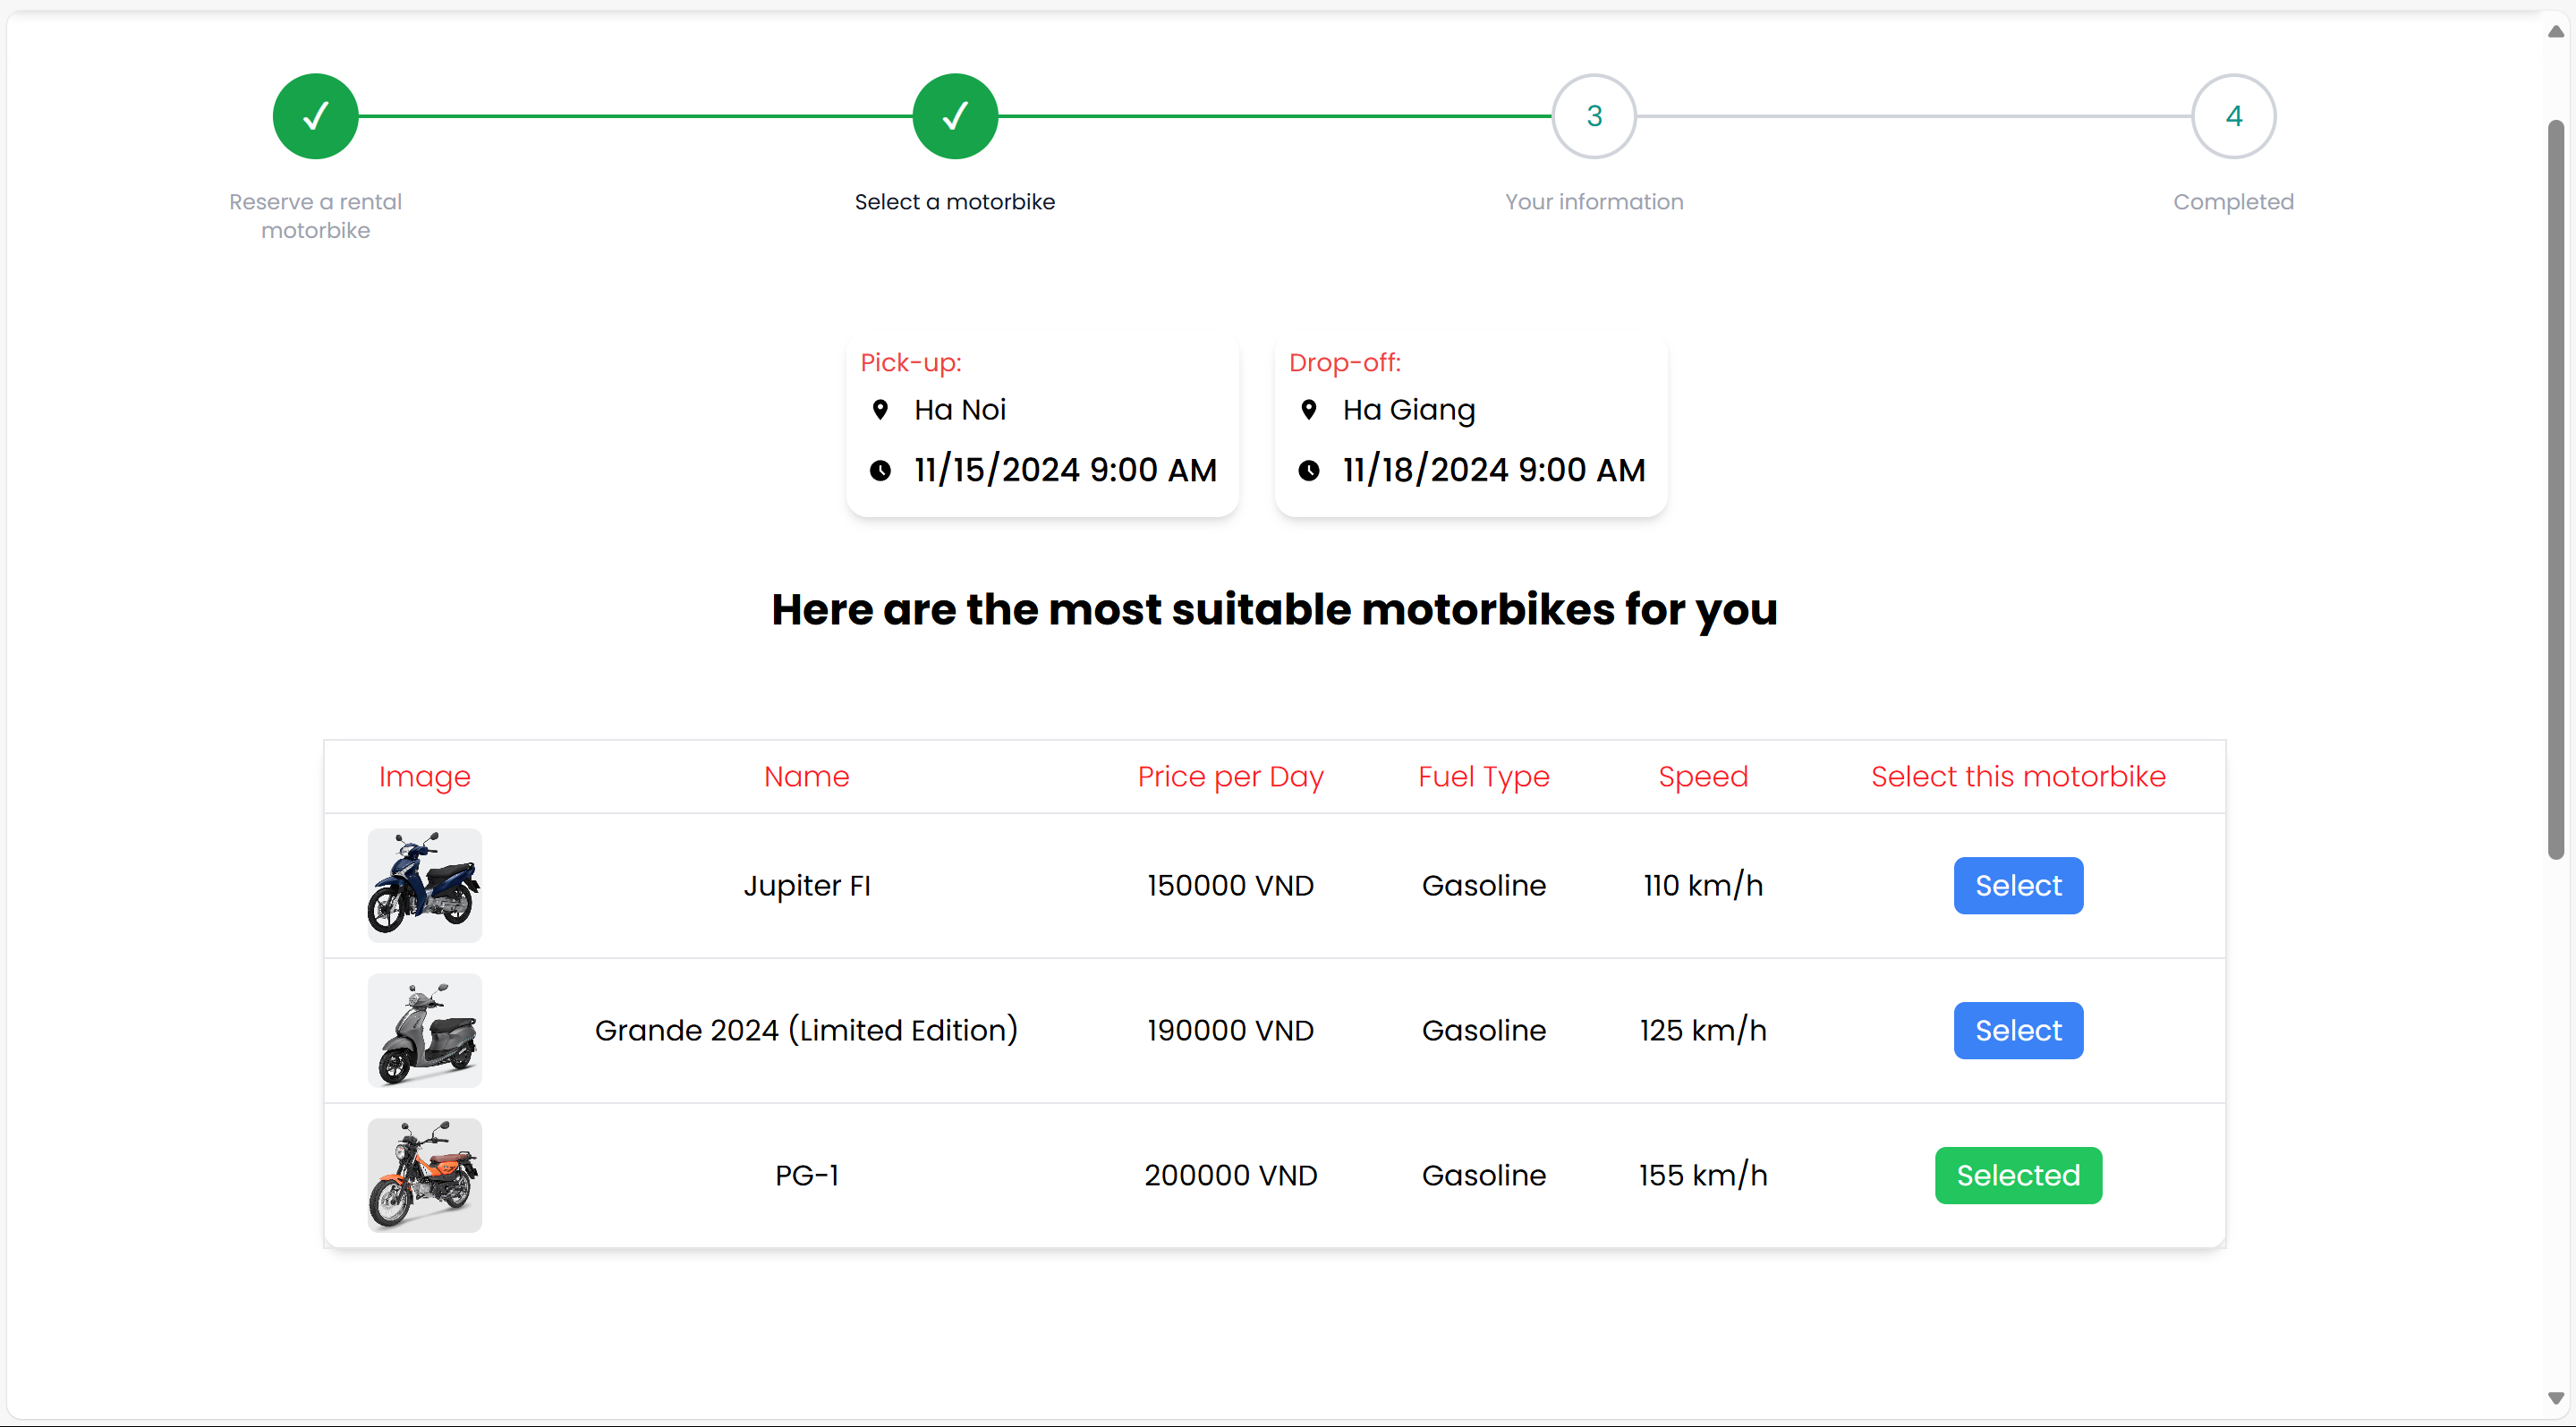 ✓
✓
3
4
Reserve a rental
motorbike
Select a motorbike
Your information
Completed
Pick-up:
Ha Noi
11/15/2024 9:00 AM
Drop-off:
Ha Giang
11/18/2024 9:00 AM
Here are the most suitable motorbikes for you
Image Name Price per Day Fuel Type Speed Select this motorbike
Jupiter FI 150000 VND Gasoline 110 km/h Select
Grande 2024 (Limited Edition) 190000 VND Gasoline 125 km/h Select
PG-1 200000 VND Gasoline 155 km/h Selected